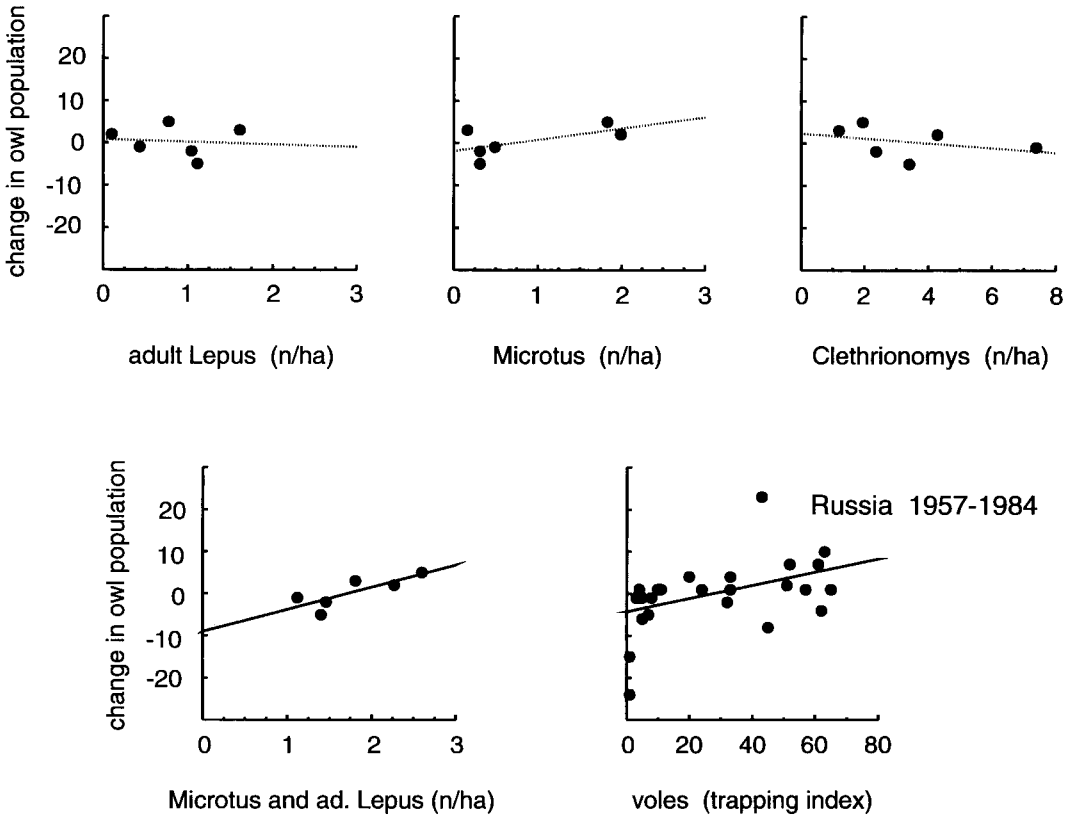 change in owl population
20
10
0
-10
-20
0 1 2 3
adult Lepus (n/ha)
0 1 2 3
Microtus (n/ha)
0 2 4 6 8
Clethrionomys (n/ha)
change in owl population
20
10
0
-10
-20
0 1 2 3
Microtus and ad. Lepus (n/ha)
Russia 1957-1984
0 20 40 60 80
voles (trapping index)